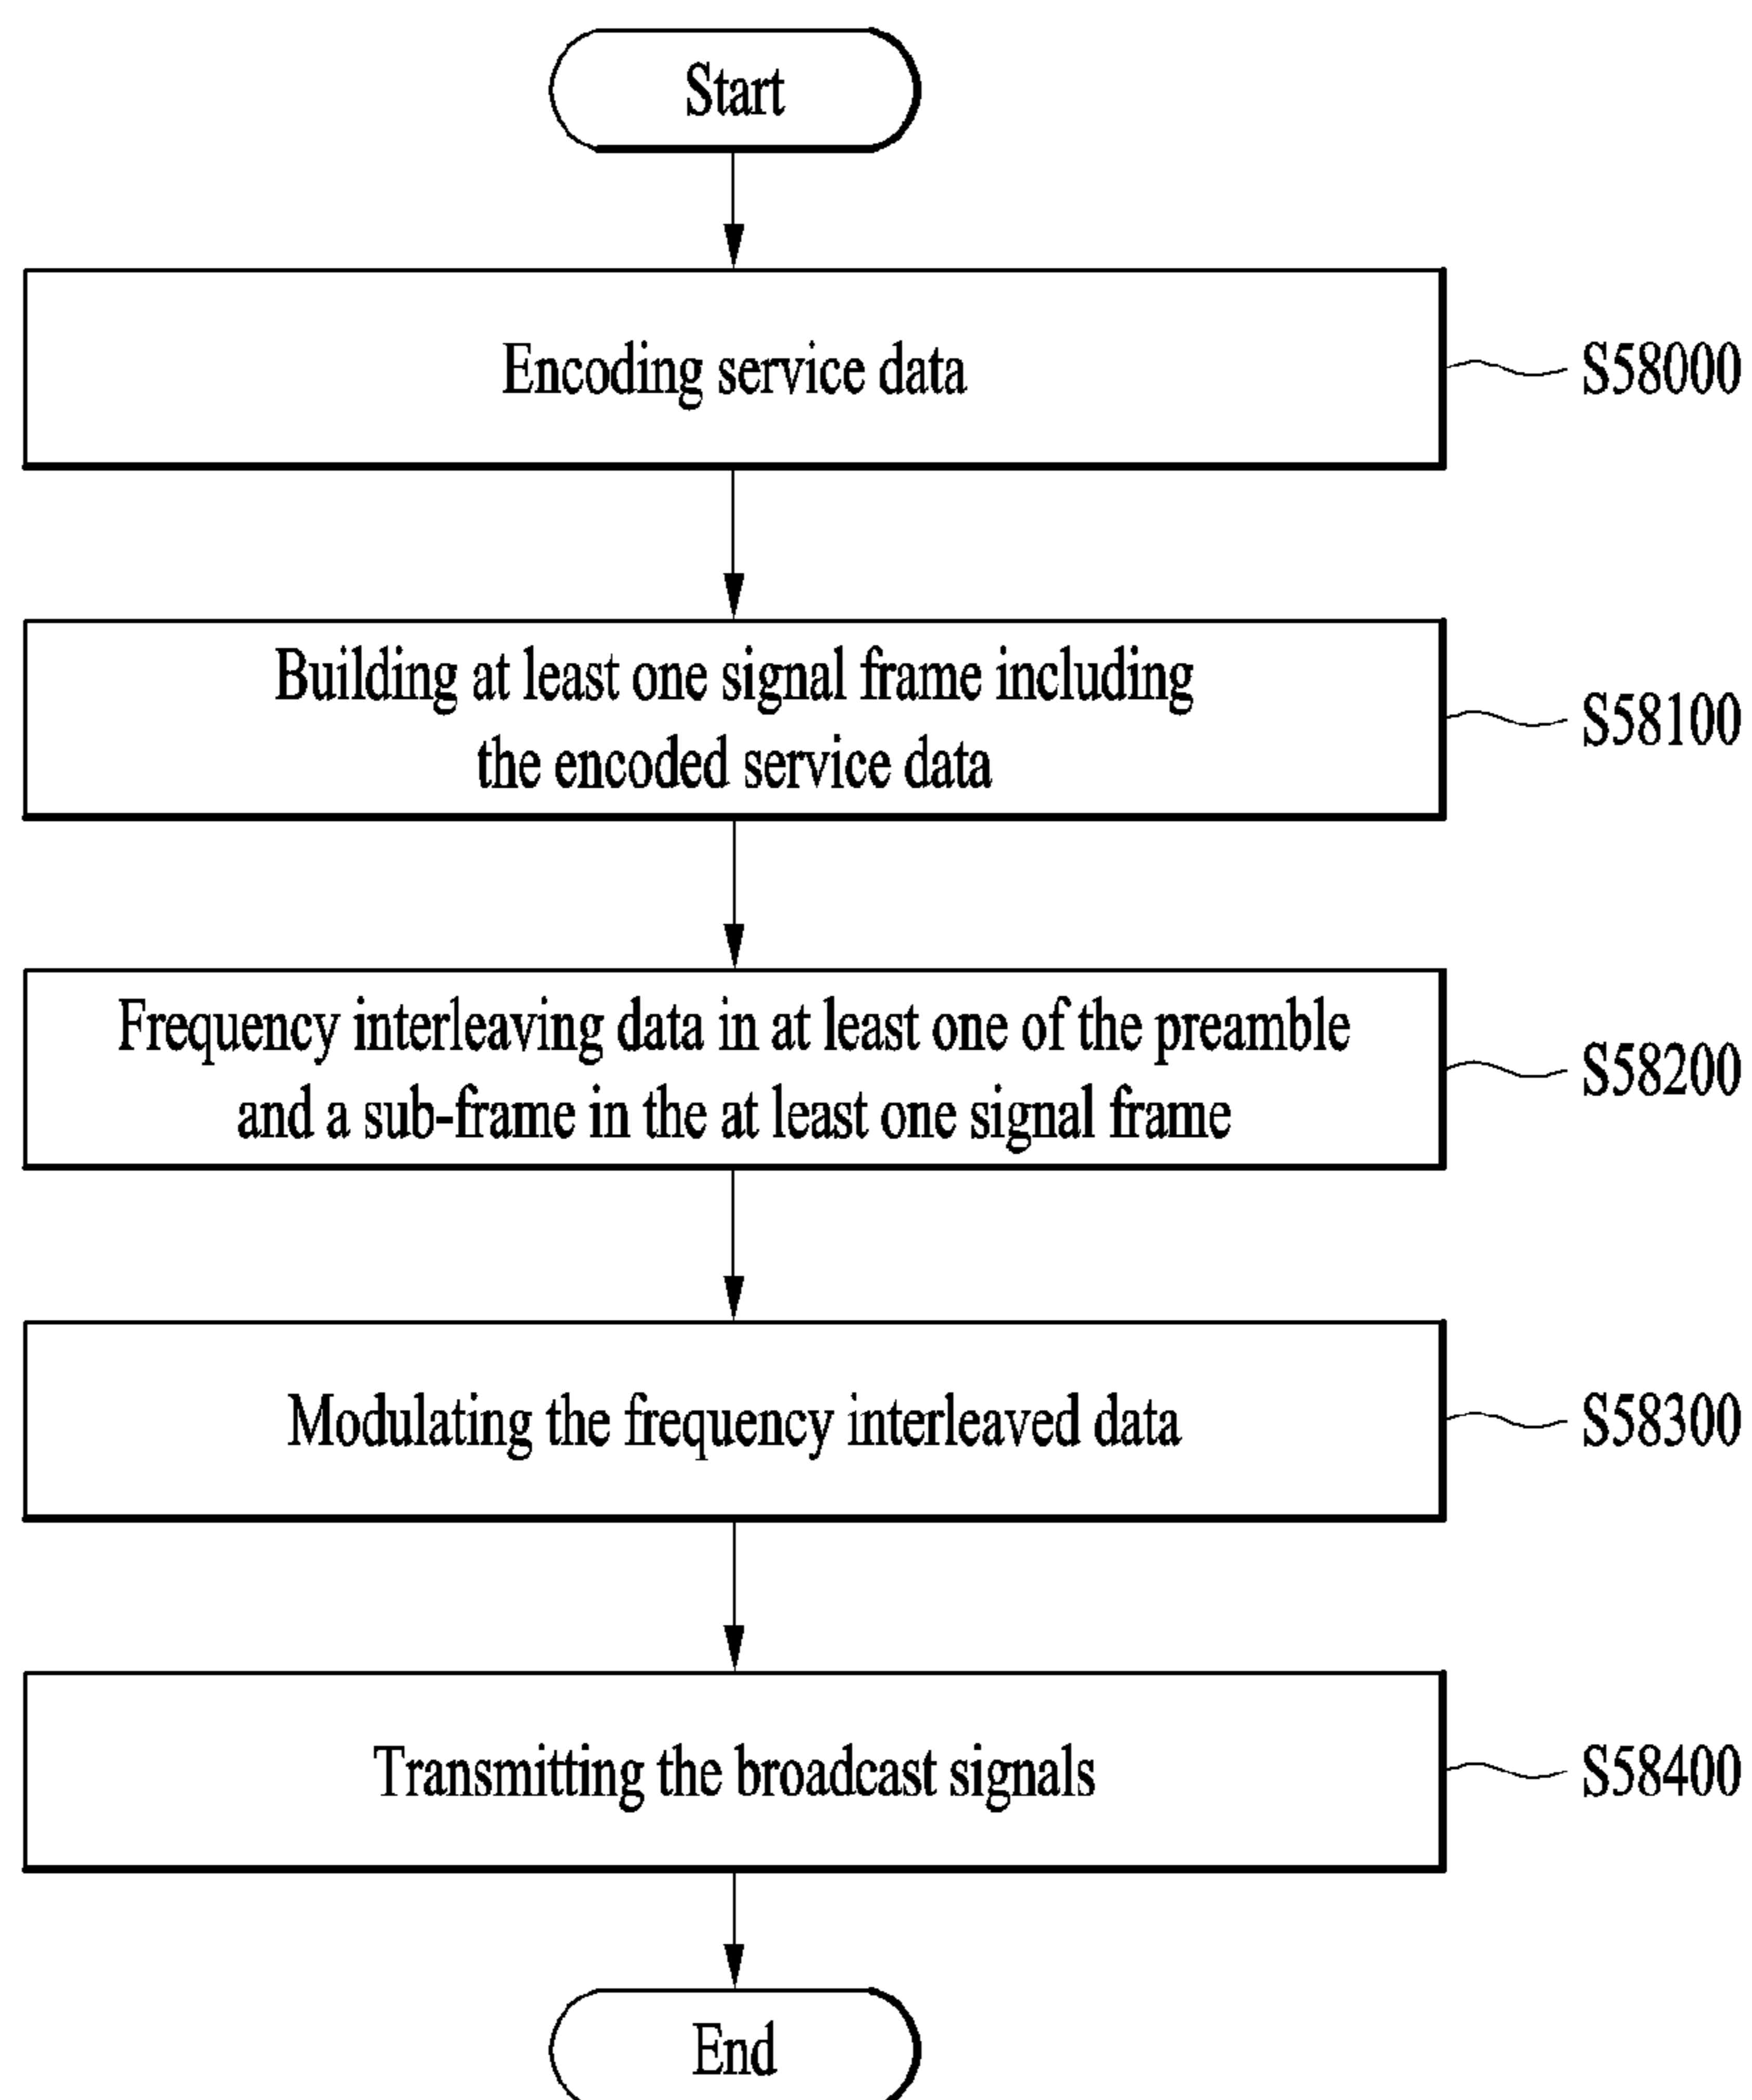 Start
Encoding service data
S58000
Building at least one signal frame including
the encoded service data
S58100
Frequency interleaving data in at least one of the preamble
and a sub-frame in the at least one signal frame
S58200
Modulating the frequency interleaved data
S58300
Transmitting the broadcast signals
S58400
End